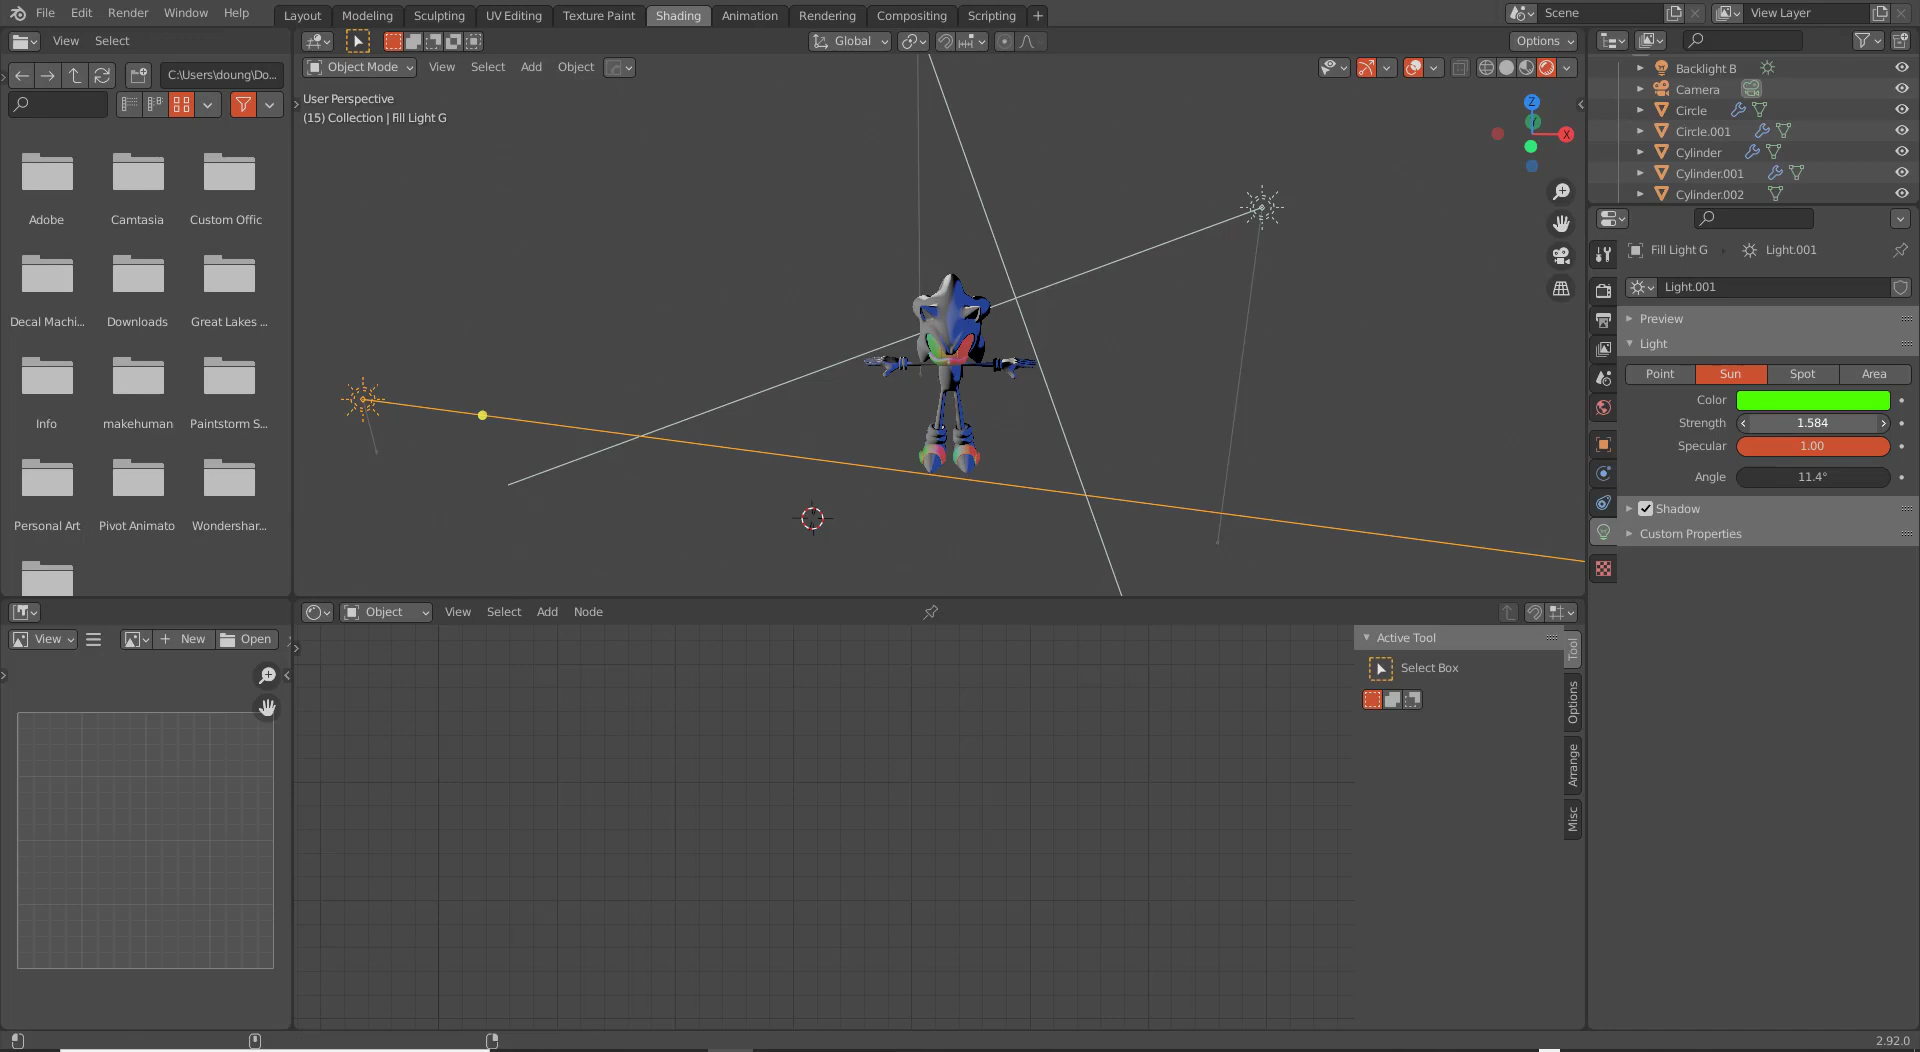 File Edit Render Window Help Layout Modeling Sculpting UV Editing Texture Paint Shading Animation Rendering Compositing Scripting + Scene View Layer
View Select Global Options
C:\Users\doung\Do... Object Mode View Select Add Object
User Perspective
(15) Collection | Fill Light G
Z
X
Adobe Camtasia Custom Offic
Decal Machi... Downloads Great Lakes ...
Info makehuman Paintstorm S...
Personal Art Pivot Animato Wondershar...
Backlight B
Camera
Circle
Circle.001
Cylinder
Cylinder.001
Cylinder.002
Fill Light G Light.001
Light.001
Preview
Light
Point Sun Spot Area
Color
Strength 1.584
Specular 1.00
Angle 11.4°
Shadow
Custom Properties
Object View Select Add Node
View + New Open
Active Tool
Select Box
Tool
Options
Arrange
Misc
2.92.0